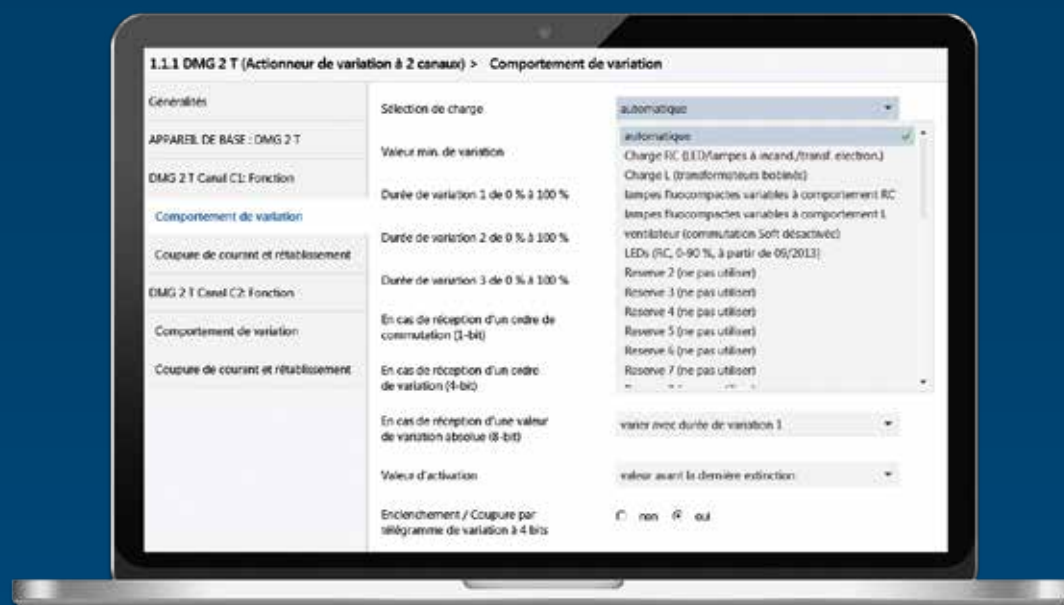 1.1.1 DMG 2 T (Actionneur de variation à 2 canaux) > Comportement de variation
Généralités
APPAREIL DE BASE : DMG 2 T
DMG 2 T Canal C1: Fonction
Comportement de variation
Coupure de courant et rétablissement
DMG 2 T Canal C2: Fonction
Comportement de variation
Coupure de courant et rétablissement
Sélection de charge
automatique
automatique
Charge RC (LED/lampes à incand./transf. electron.)
Charge L (transformateurs bobinés)
lampes fluocompactes variables à comportement RC
lampes fluocompactes variables à comportement L
ventilateur (commutation Soft désactivée)
LEDs (RC, 0-90 %, à partir de 09/2013)
Reserve 2 (ne pas utiliser)
Reserve 3 (ne pas utiliser)
Reserve 4 (ne pas utiliser)
Reserve 5 (ne pas utiliser)
Reserve 6 (ne pas utiliser)
Reserve 7 (ne pas utiliser)
Valeur min. de variation
Durée de variation 1 de 0 % à 100 %
Durée de variation 2 de 0 % à 100 %
Durée de variation 3 de 0 % à 100 %
En cas de réception d'un ordre de
commutation (1-bit)
En cas de réception d'un ordre
de variation (4-bit)
En cas de réception d'une valeur
de variation absolue (8-bit)
varier avec durée de variation 1
Valeur d'activation
valeur avant la dernière extinction
Enclenchement / Coupure par
télégramme de variation à 4 bits
non oui